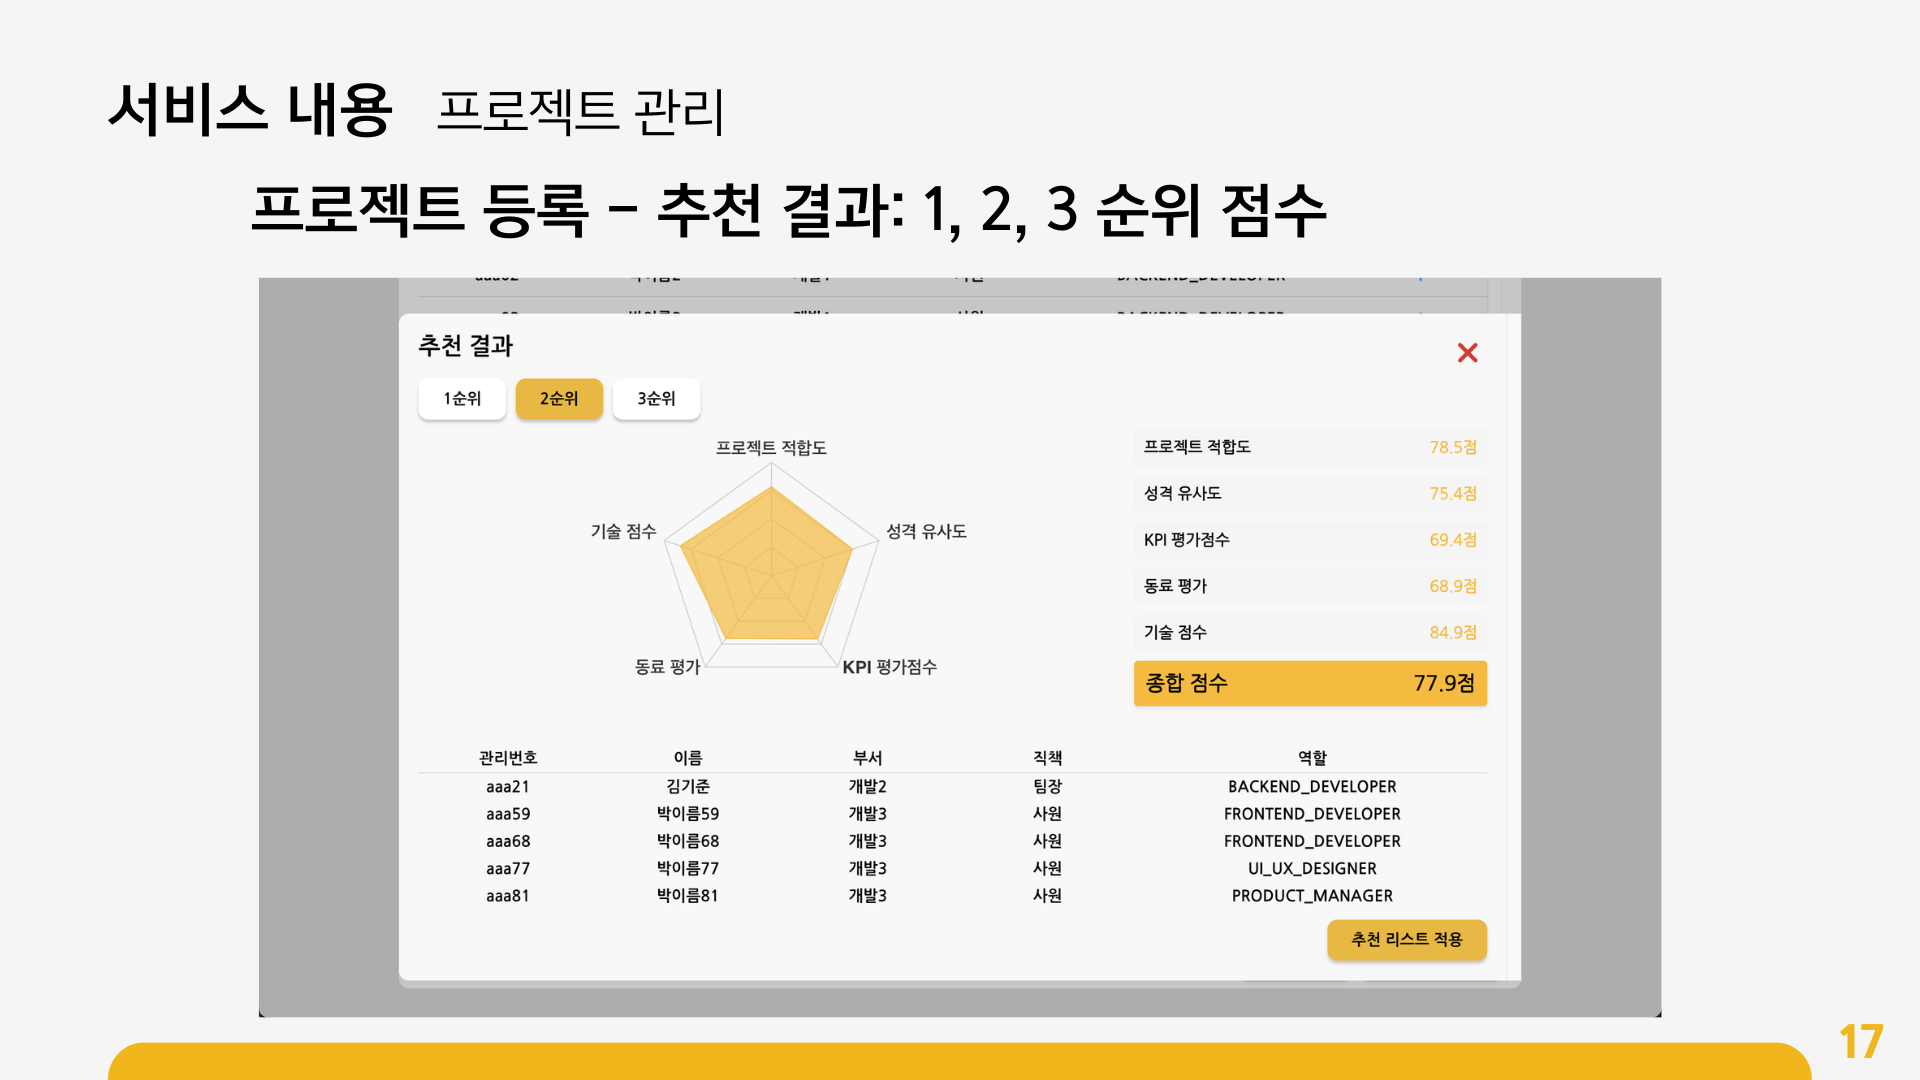 서비스 내용 프로젝트 관리
프로젝트 등록 – 추천 결과: 1, 2, 3 순위 점수
추천 결과
1순위 2순위 3순위
프로젝트 적합도
성격 유사도
KPI 평가점수
동료 평가
기술 점수
프로젝트 적합도 78.5점
성격 유사도 75.4점
KPI 평가점수 69.4점
동료 평가 68.9점
기술 점수 84.9점
종합 점수 77.9점
관리번호 이름 부서 직책 역할
aaa21 김기준 개발2 팀장 BACKEND_DEVELOPER
aaa59 박이름59 개발3 사원 FRONTEND_DEVELOPER
aaa68 박이름68 개발3 사원 FRONTEND_DEVELOPER
aaa77 박이름77 개발3 사원 UI_UX_DESIGNER
aaa81 박이름81 개발3 사원 PRODUCT_MANAGER
추천 리스트 적용
17